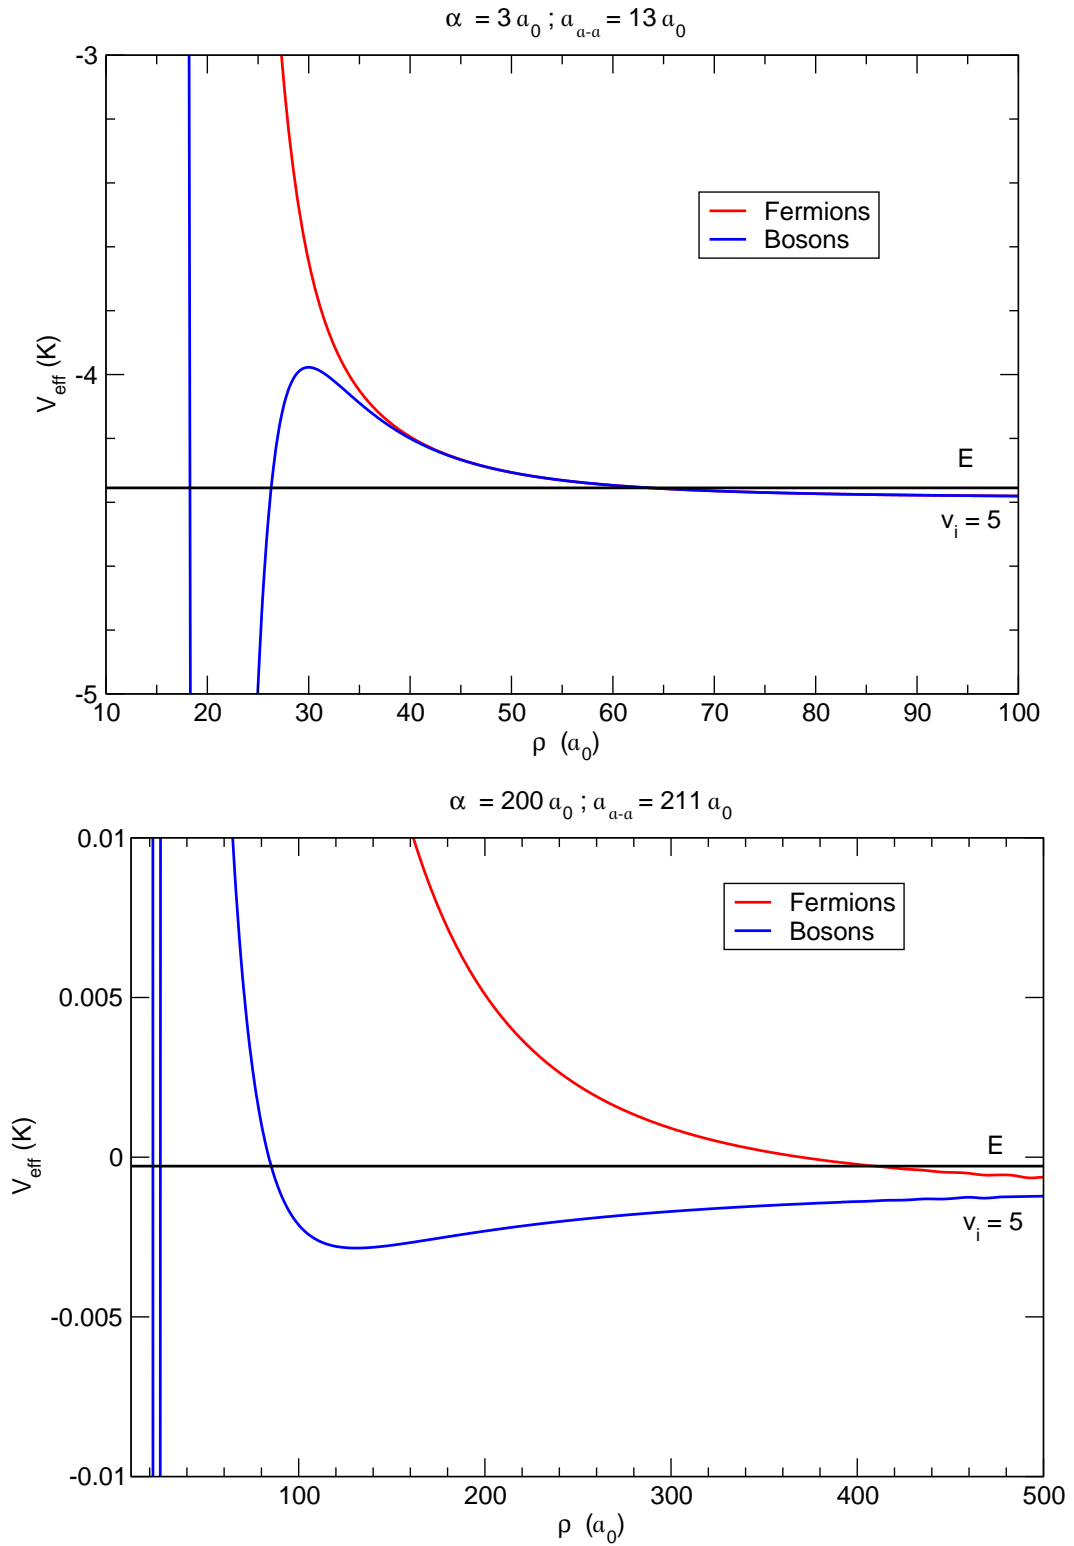 α = 3 a0 ; aa-a = 13 a0
-3
-4
-5
Veff (K)
Fermions
Bosons
E
vi = 5
10 20 30 40 50 60 70 80 90 100
ρ (a0)
α = 200 a0 ; aa-a = 211 a0
0.01
0.005
0
-0.005
-0.01
Veff (K)
Fermions
Bosons
E
vi = 5
100 200 300 400 500
ρ (a0)